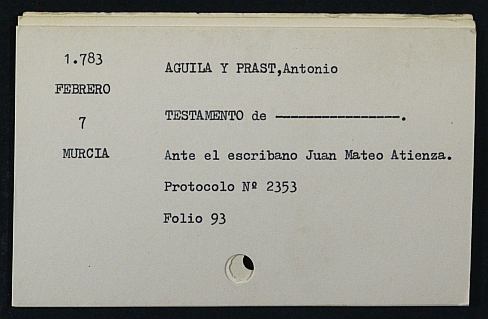 1.783
FEBRERO
7
MURCIA
AGUILA Y PRAST,Antonio
TESTAMENTO de -----------------.
Ante el escribano Juan Mateo Atienza.
Protocolo Nº 2353
Folio 93